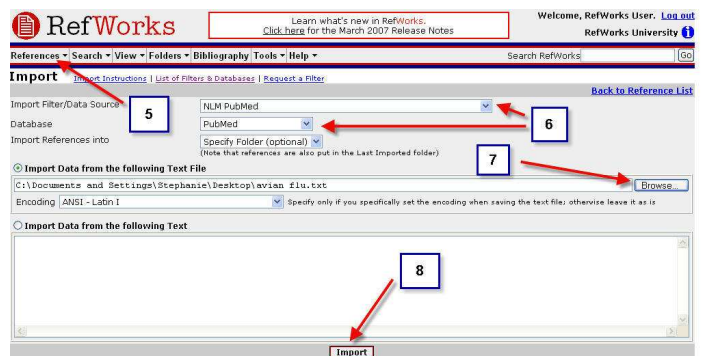 RefWorks
Learn what's new in RefWorks.
Click here for the March 2007 Release Notes
Welcome, RefWorks User. Log out
RefWorks University
References Search View Folders Bibliography Tools Help
Search RefWorks Go
Import Import Instructions | List of Filters & Databases | Request a Filter
Back to Reference List
5
Import Filter/Data Source NLM PubMed
6
Database PubMed
Import References into Specify Folder (optional)
(Note that references are also put in the Last Imported folder)
7
Import Data from the following Text File
C:\Documents and Settings\Stephanie\Desktop\avian flu.txt Browse...
Encoding ANSI - Latin I Specify only if you specifically set the encoding when saving the text file; otherwise leave it as is
Import Data from the following Text
8
Import